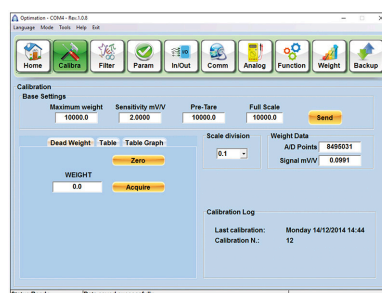 Optimation - COM4 - Rev.1.0.8
Language Mode Tools Help Exit
Home Calibra Filter Param In/Out Comm Analog Function Weight Backup
Calibration
Base Settings
Maximum weight Sensitivity mV/V Pre-Tare Full Scale
10000.0 2.0000 10000.0 10000.0 Send
Dead Weight Table Table Graph
Zero
WEIGHT
0.0 Acquire
Scale division
0.1
Weight Data
A/D Points 8495031
Signal mV/V 0.0991
Calibration Log
Last calibration: Monday 14/12/2014 14:44
Calibration N.: 12